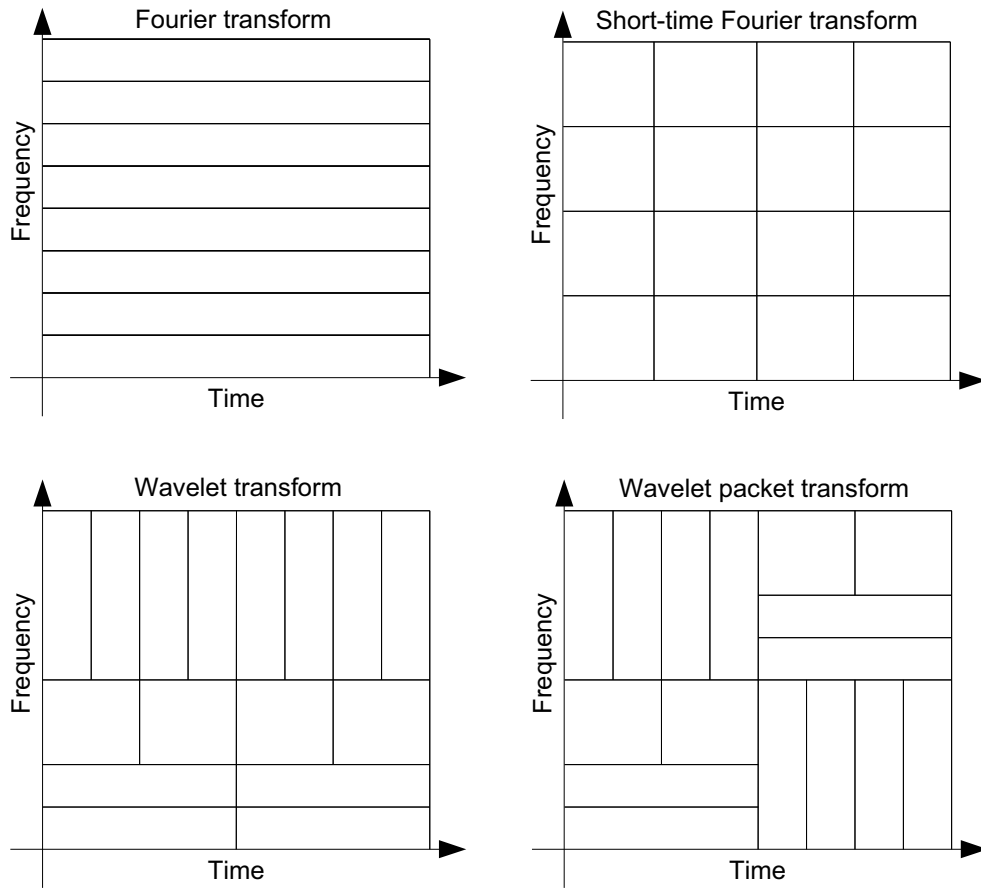 Fourier transform
Frequency
Time
Short-time Fourier transform
Frequency
Time
Wavelet transform
Frequency
Time
Wavelet packet transform
Frequency
Time